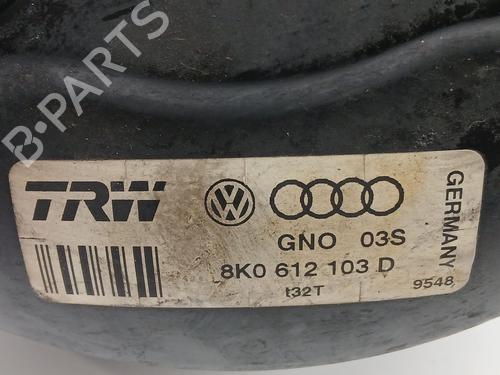 B-PARTS
TRW
GNO 03S
8K0 612 103 D
t32T
GERMANY
9548